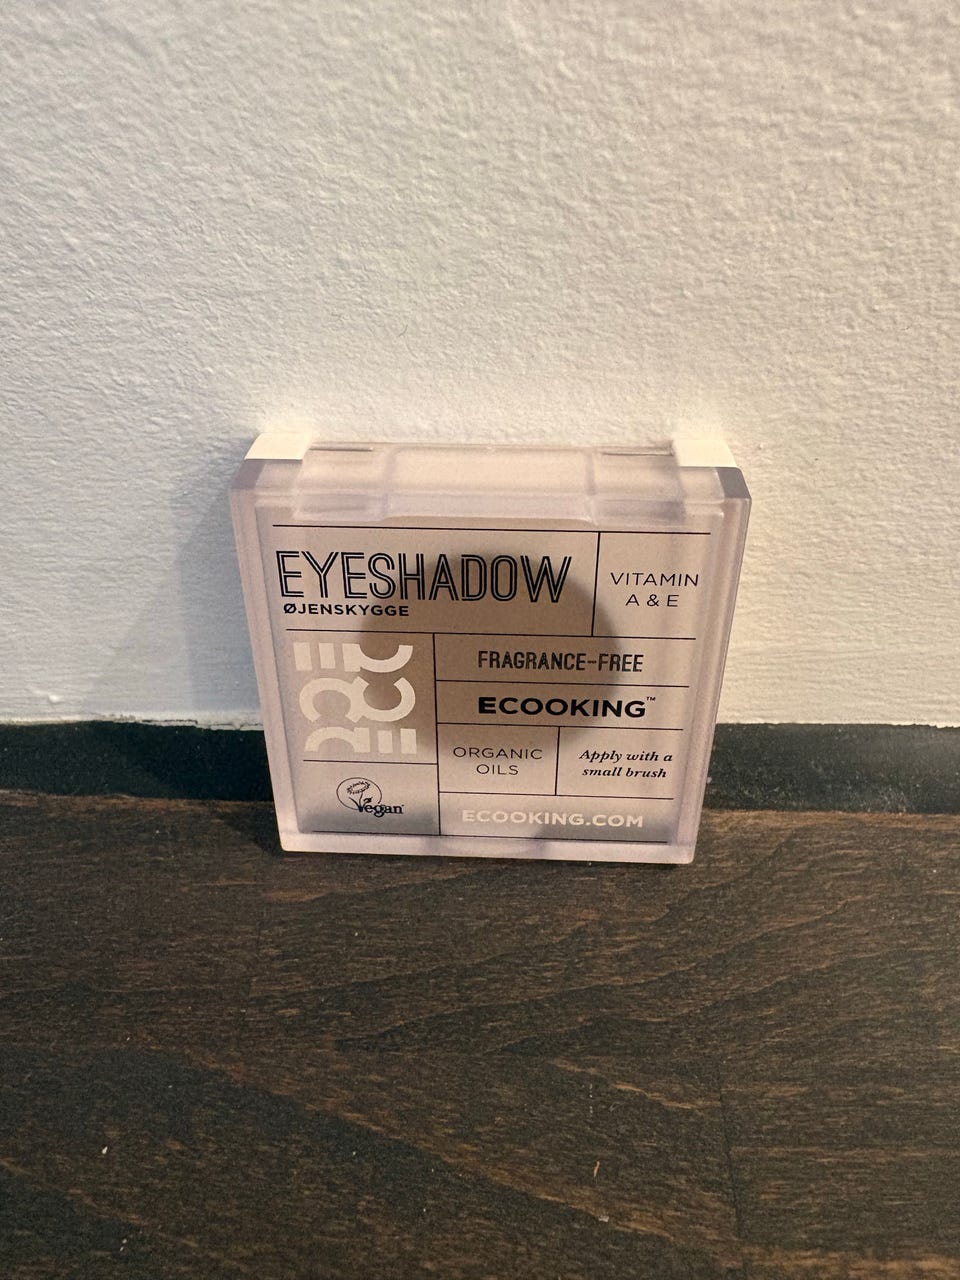 EYESHADOW
ØJENSKYGGE
VITAMIN
A & E
FRAGRANCE-FREE
ECOOKING™
ORGANIC
OILS
Apply with a
small brush
Vegan
ECOOKING.COM